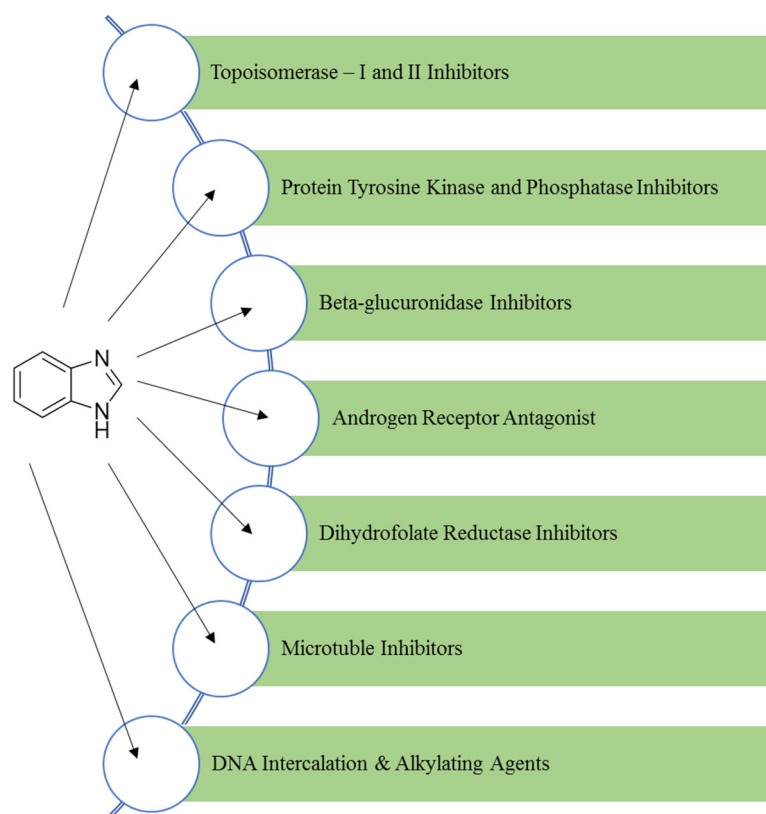 Topoisomerase – I and II Inhibitors
Protein Tyrosine Kinase and Phosphatase Inhibitors
Beta-glucuronidase Inhibitors
N
Androgen Receptor Antagonist
N
H
Dihydrofolate Reductase Inhibitors
Microtuble Inhibitors
DNA Intercalation & Alkylating Agents